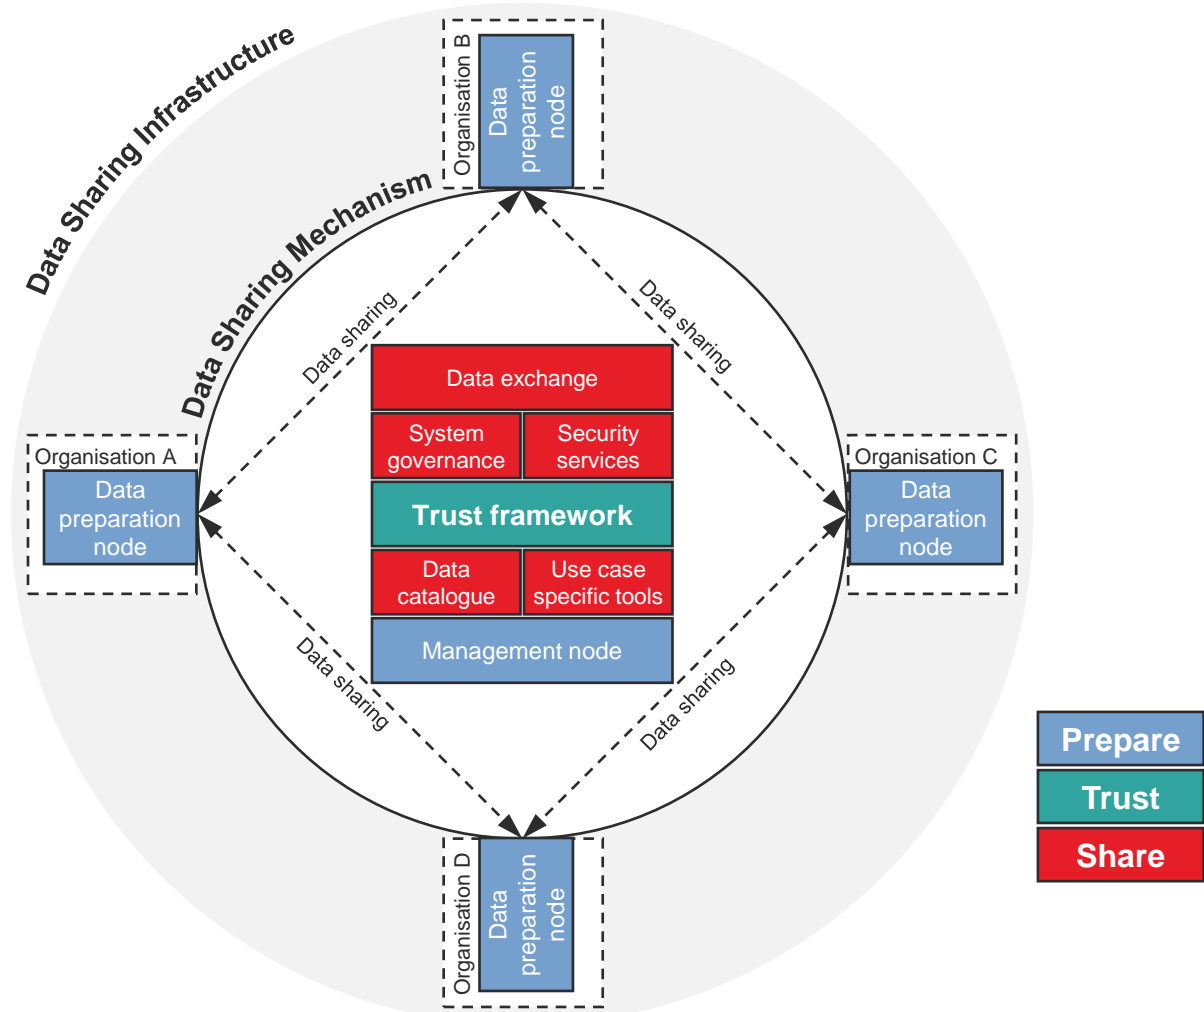 Data Sharing Infrastructure
Data Sharing Mechanism
Organisation B
Data
preparation
node
Data sharing
Data sharing
Data exchange
System
governance
Security
services
Trust framework
Data
catalogue
Use case
specific tools
Management node
Organisation A
Data
preparation
node
Organisation C
Data
preparation
node
Data sharing
Data sharing
Organisation D
Data
preparation
node
Prepare
Trust
Share